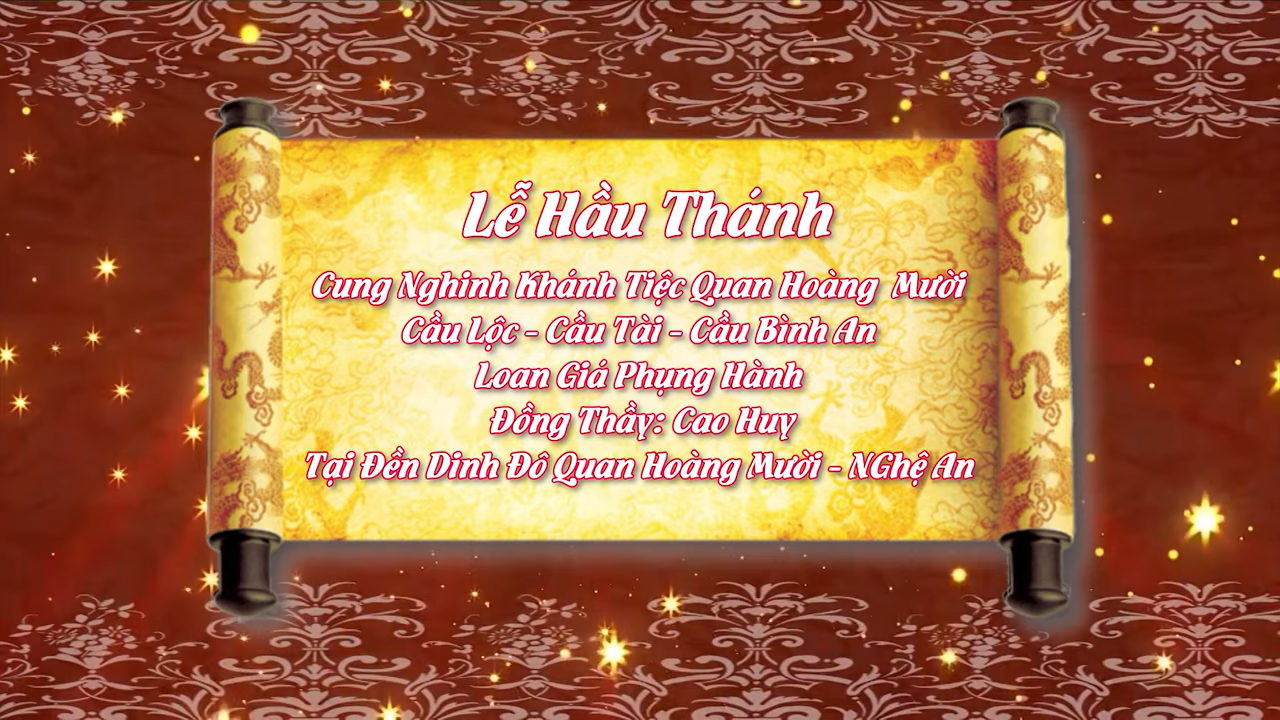 Lễ Hầu Thánh
Cung Nghinh Khánh Tiệc Quan Hoàng Mười
Cầu Lộc - Cầu Tài - Cầu Bình An
Loan Giá Phụng Hành
Đồng Thầy: Cao Huy
Tại Đền Dinh Đô Quan Hoàng Mười - NGhệ An